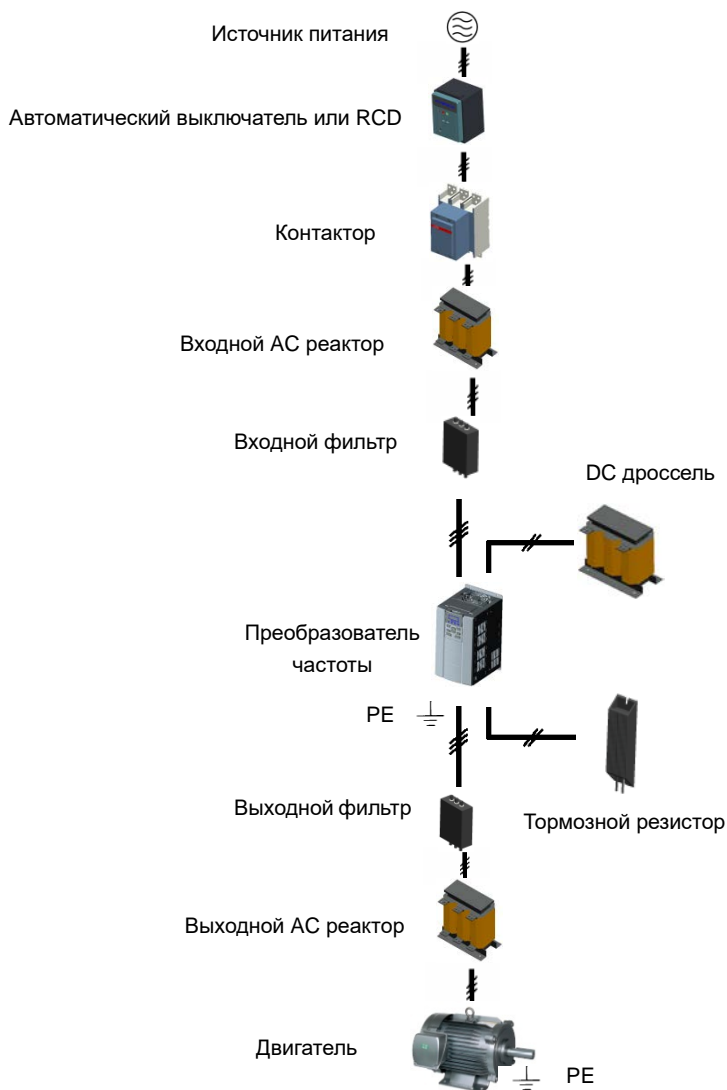 Источник питания
Автоматический выключатель или RCD
Контактор
Входной АС реактор
Входной фильтр
DC дроссель
Преобразователь
частоты
PE
Тормозной резистор
Выходной фильтр
Выходной АС реактор
Двигатель
PE